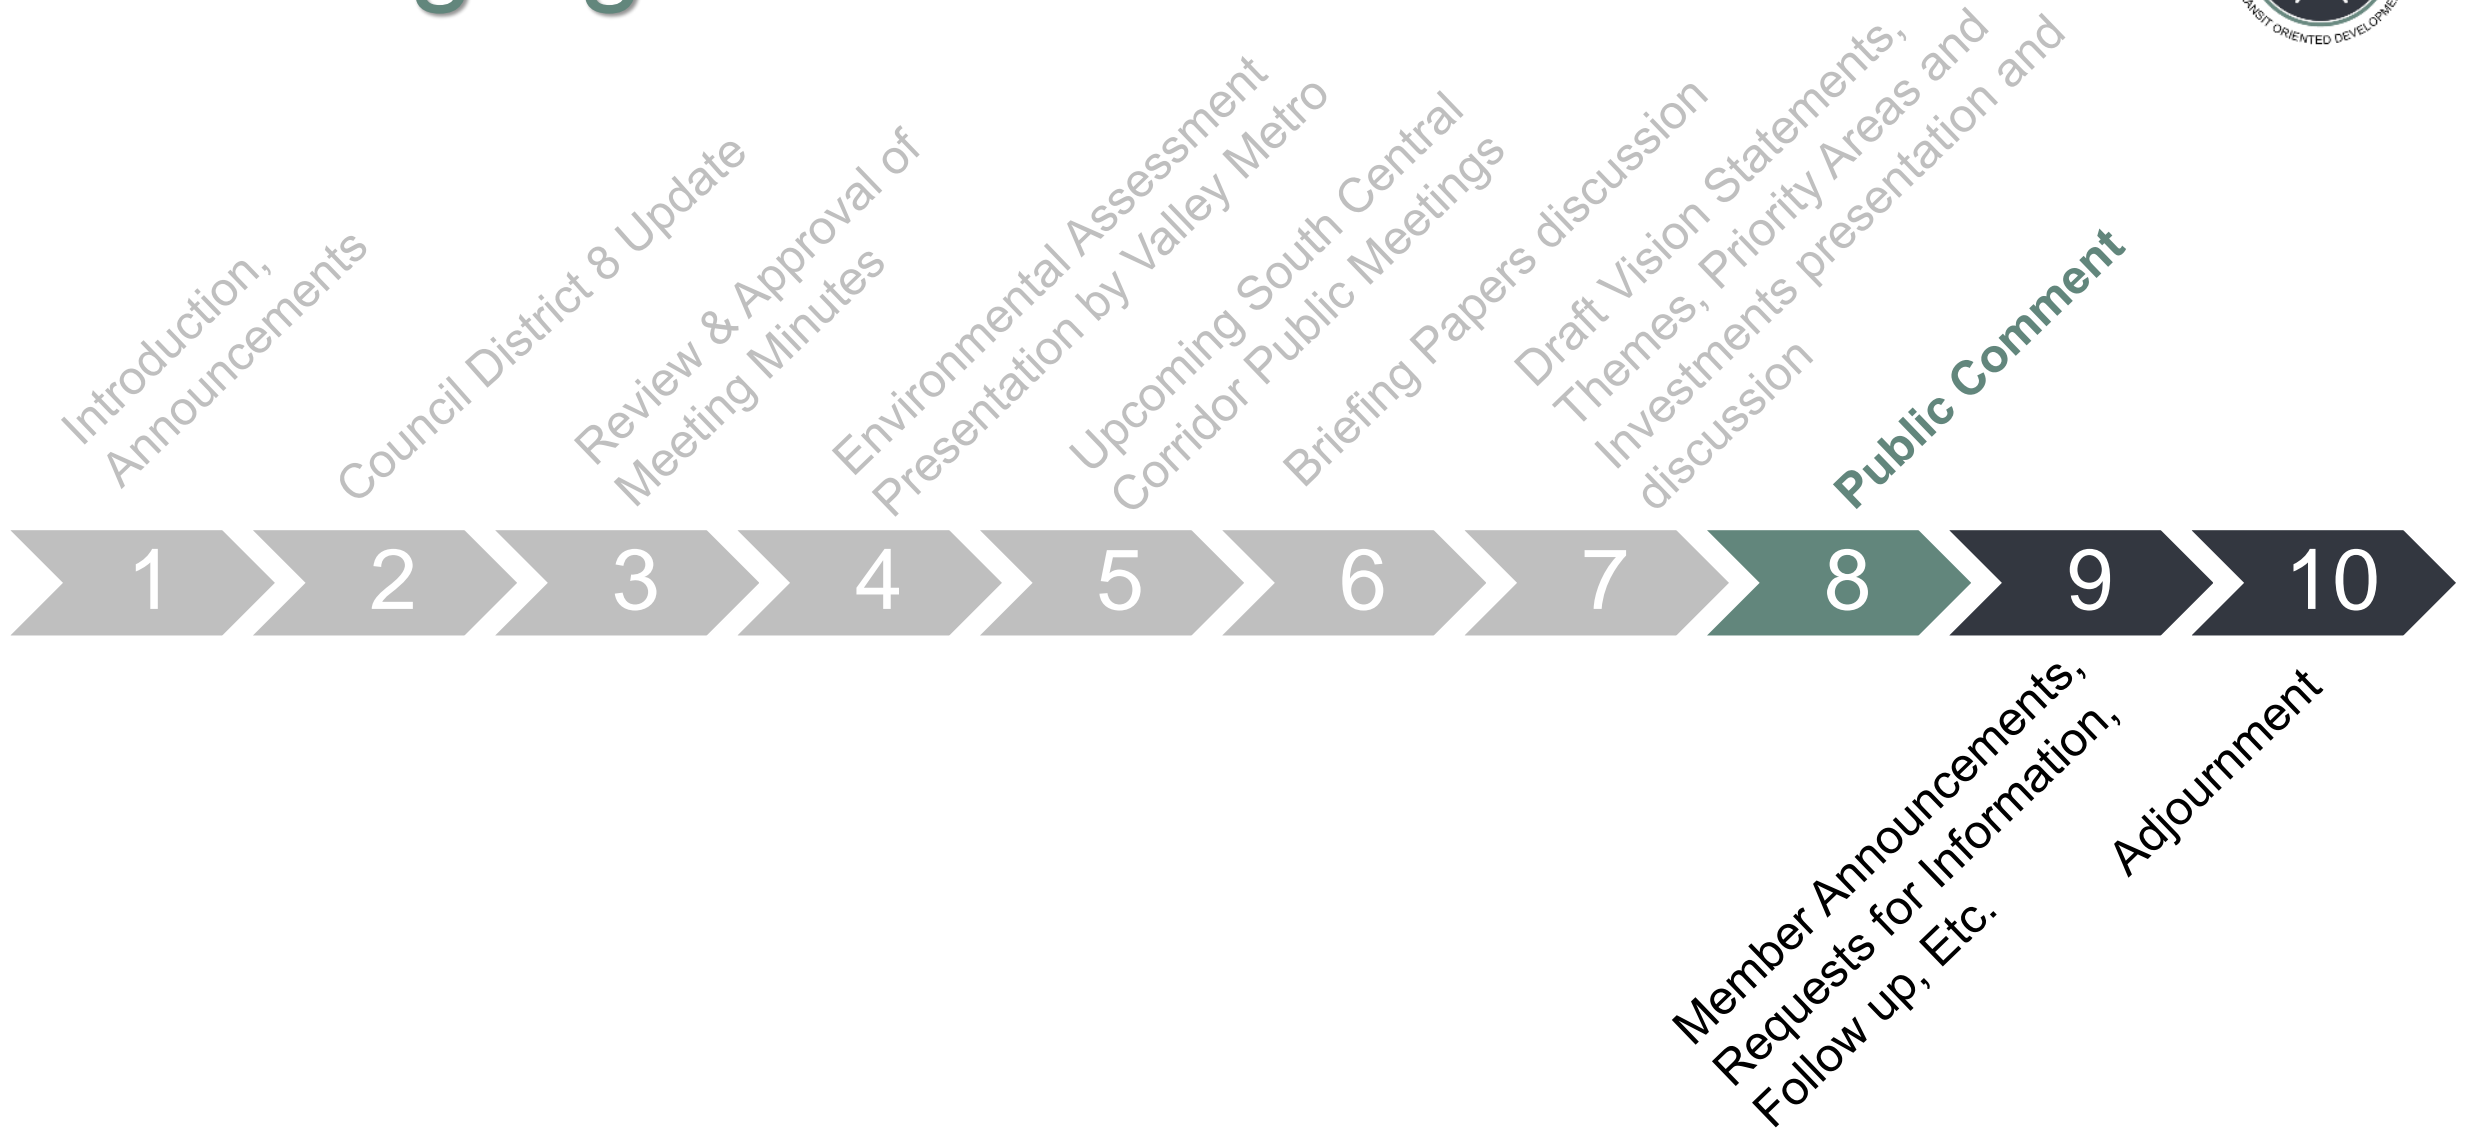 ORIENTED
Introduction,
Announcements
Council District 8 Update
Review & Approval of
Meeting Minutes
Environmental Assessment
Presentation by Valley Metro
Upcoming South Central
Corridor Public Meetings
Briefing Papers discussion
Draft Vision Statements,
Themes, Priority Areas and
Investments presentation and
discussion
Public Comment
1
2
3
4
5
6
7
8
9
10
Member Announcements,
Requests for Information,
Follow up, Etc.
Adjournment